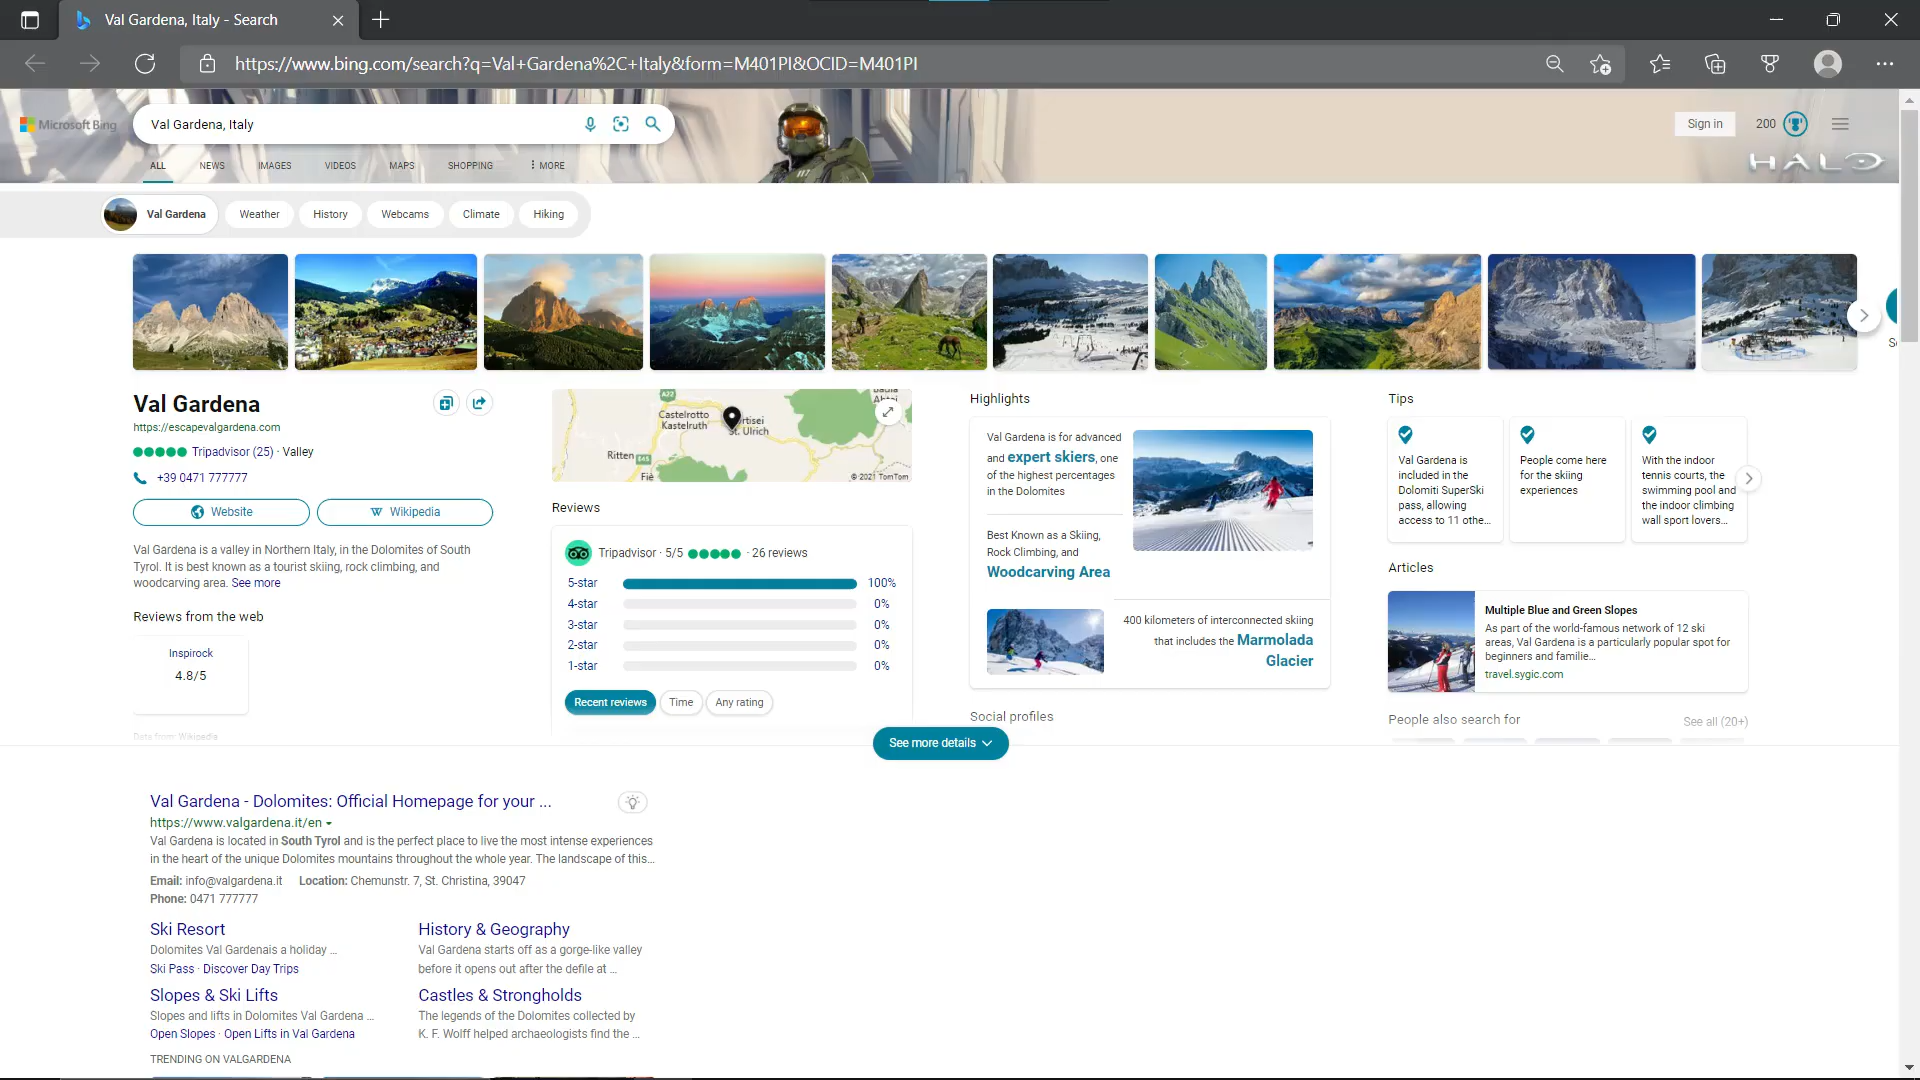 Val Gardena, Italy - Search
https://www.bing.com/search?q=Val+Gardena%2C+Italy&form=M401PI&OCID=M401PI
Microsoft Bing
Val Gardena, Italy
Sign in
200
ALL
NEWS
IMAGES
VIDEOS
MAPS
SHOPPING
MORE
HALO
Val Gardena
Weather
History
Webcams
Climate
Hiking
Val Gardena
https://escapevalgardena.com
Tripadvisor (25) · Valley
+39 0471 777777
Website
Wikipedia
Val Gardena is a valley in Northern Italy, in the Dolomites of South
Tyrol. It is best known as a tourist skiing, rock climbing, and
woodcarving area. See more
Reviews from the web
Inspirock
4.8/5
Data from: Wikipedia
A22
Castelrotto
Kastelruth
rtisei
St. Ulrich
Ritten
E45
Fiè
© 2021 TomTom
Reviews
Tripadvisor · 5/5 · 26 reviews
5-star 100%
4-star 0%
3-star 0%
2-star 0%
1-star 0%
Recent reviews
Time
Any rating
Highlights
Val Gardena is for advanced
and expert skiers, one
of the highest percentages
in the Dolomites
Best Known as a Skiing,
Rock Climbing, and
Woodcarving Area
400 kilometers of interconnected skiing
that includes the Marmolada
Glacier
Social profiles
Tips
Val Gardena is
included in the
Dolomiti SuperSki
pass, allowing
access to 11 othe...
People come here
for the skiing
experiences
With the indoor
tennis courts, the
swimming pool and
the indoor climbing
wall sport lovers...
Articles
Multiple Blue and Green Slopes
As part of the world-famous network of 12 ski
areas, Val Gardena is a particularly popular spot for
beginners and familie...
travel.sygic.com
People also search for
See all (20+)
See more details
Val Gardena - Dolomites: Official Homepage for your ...
https://www.valgardena.it/en
Val Gardena is located in South Tyrol and is the perfect place to live the most intense experiences
in the heart of the unique Dolomites mountains throughout the whole year. The landscape of this…
Email: info@valgardena.it Location: Chemunstr. 7, St. Christina, 39047
Phone: 0471 777777
Ski Resort
Dolomites Val Gardenais a holiday ...
Ski Pass · Discover Day Trips
History & Geography
Val Gardena starts off as a gorge-like valley
before it opens out after the defile at ...
Slopes & Ski Lifts
Slopes and lifts in Dolomites Val Gardena ...
Open Slopes · Open Lifts in Val Gardena
Castles & Strongholds
The legends of the Dolomites collected by
K. F. Wolff helped archaeologists find the ...
TRENDING ON VALGARDENA